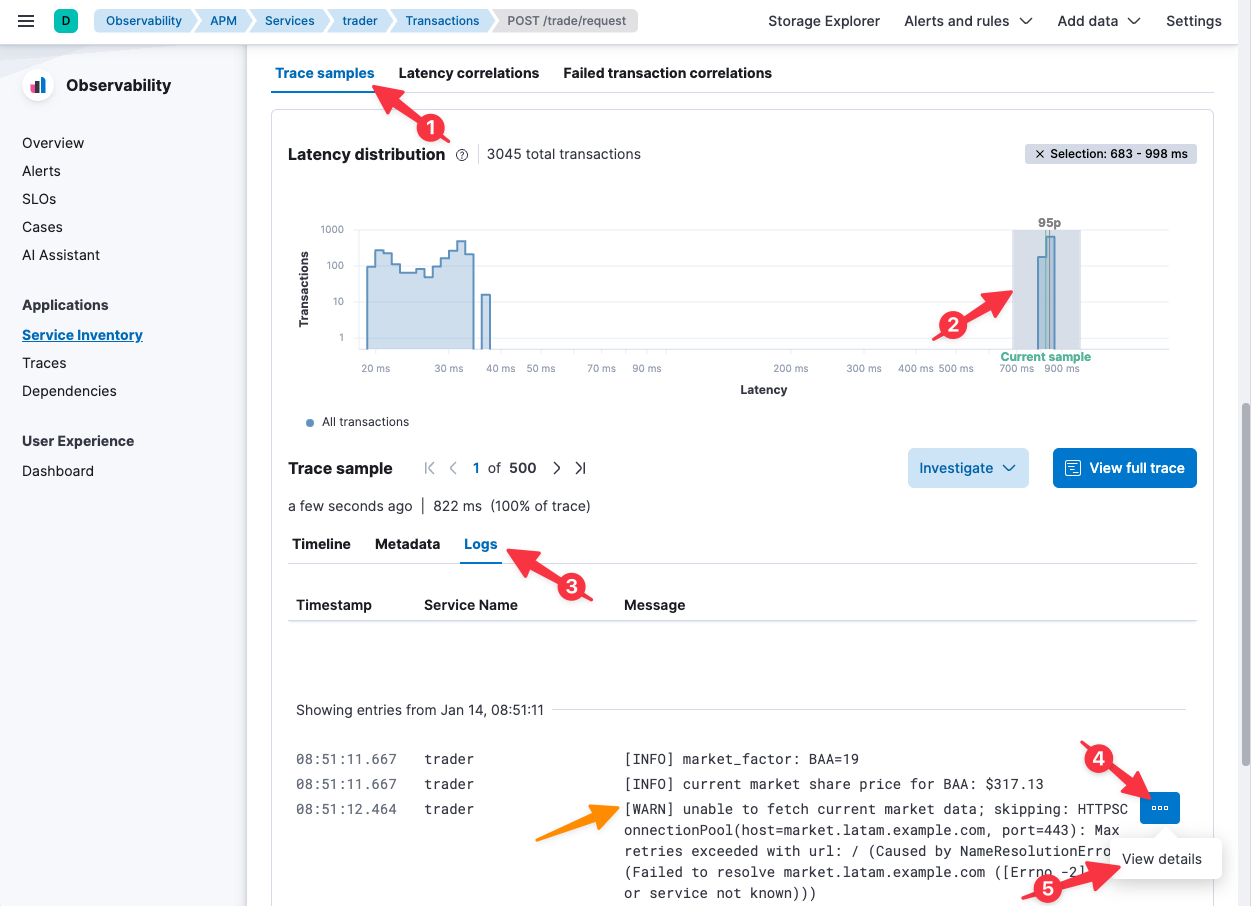 D Observability APM Services trader Transactions POST /trade/request Storage Explorer Alerts and rules Add data Settings
Observability
Overview
Alerts
SLOs
Cases
AI Assistant
Applications
Service Inventory
Traces
Dependencies
User Experience
Dashboard
Trace samples Latency correlations Failed transaction correlations
1
Latency distribution ? 3045 total transactions × Selection: 683 - 998 ms
95p
Transactions
1000
100
10
1
2
Current sample
20 ms 30 ms 40 ms 50 ms 70 ms 90 ms 200 ms 300 ms 400 ms 500 ms 700 ms 900 ms
Latency
All transactions
Trace sample 1 of 500 Investigate View full trace
a few seconds ago | 822 ms (100% of trace)
Timeline Metadata Logs
3
Timestamp Service Name Message
Showing entries from Jan 14, 08:51:11
08:51:11.667 trader [INFO] market_factor: BAA=19
4
08:51:11.667 trader [INFO] current market share price for BAA: $317.13
08:51:12.464 trader [WARN] unable to fetch current market data; skipping: HTTPSC
onnectionPool(host=market.latam.example.com, port=443): Max
retries exceeded with url: / (Caused by NameResolutionErro
View details
(Failed to resolve market.latam.example.com ([Errno -2]
5
or service not known)))